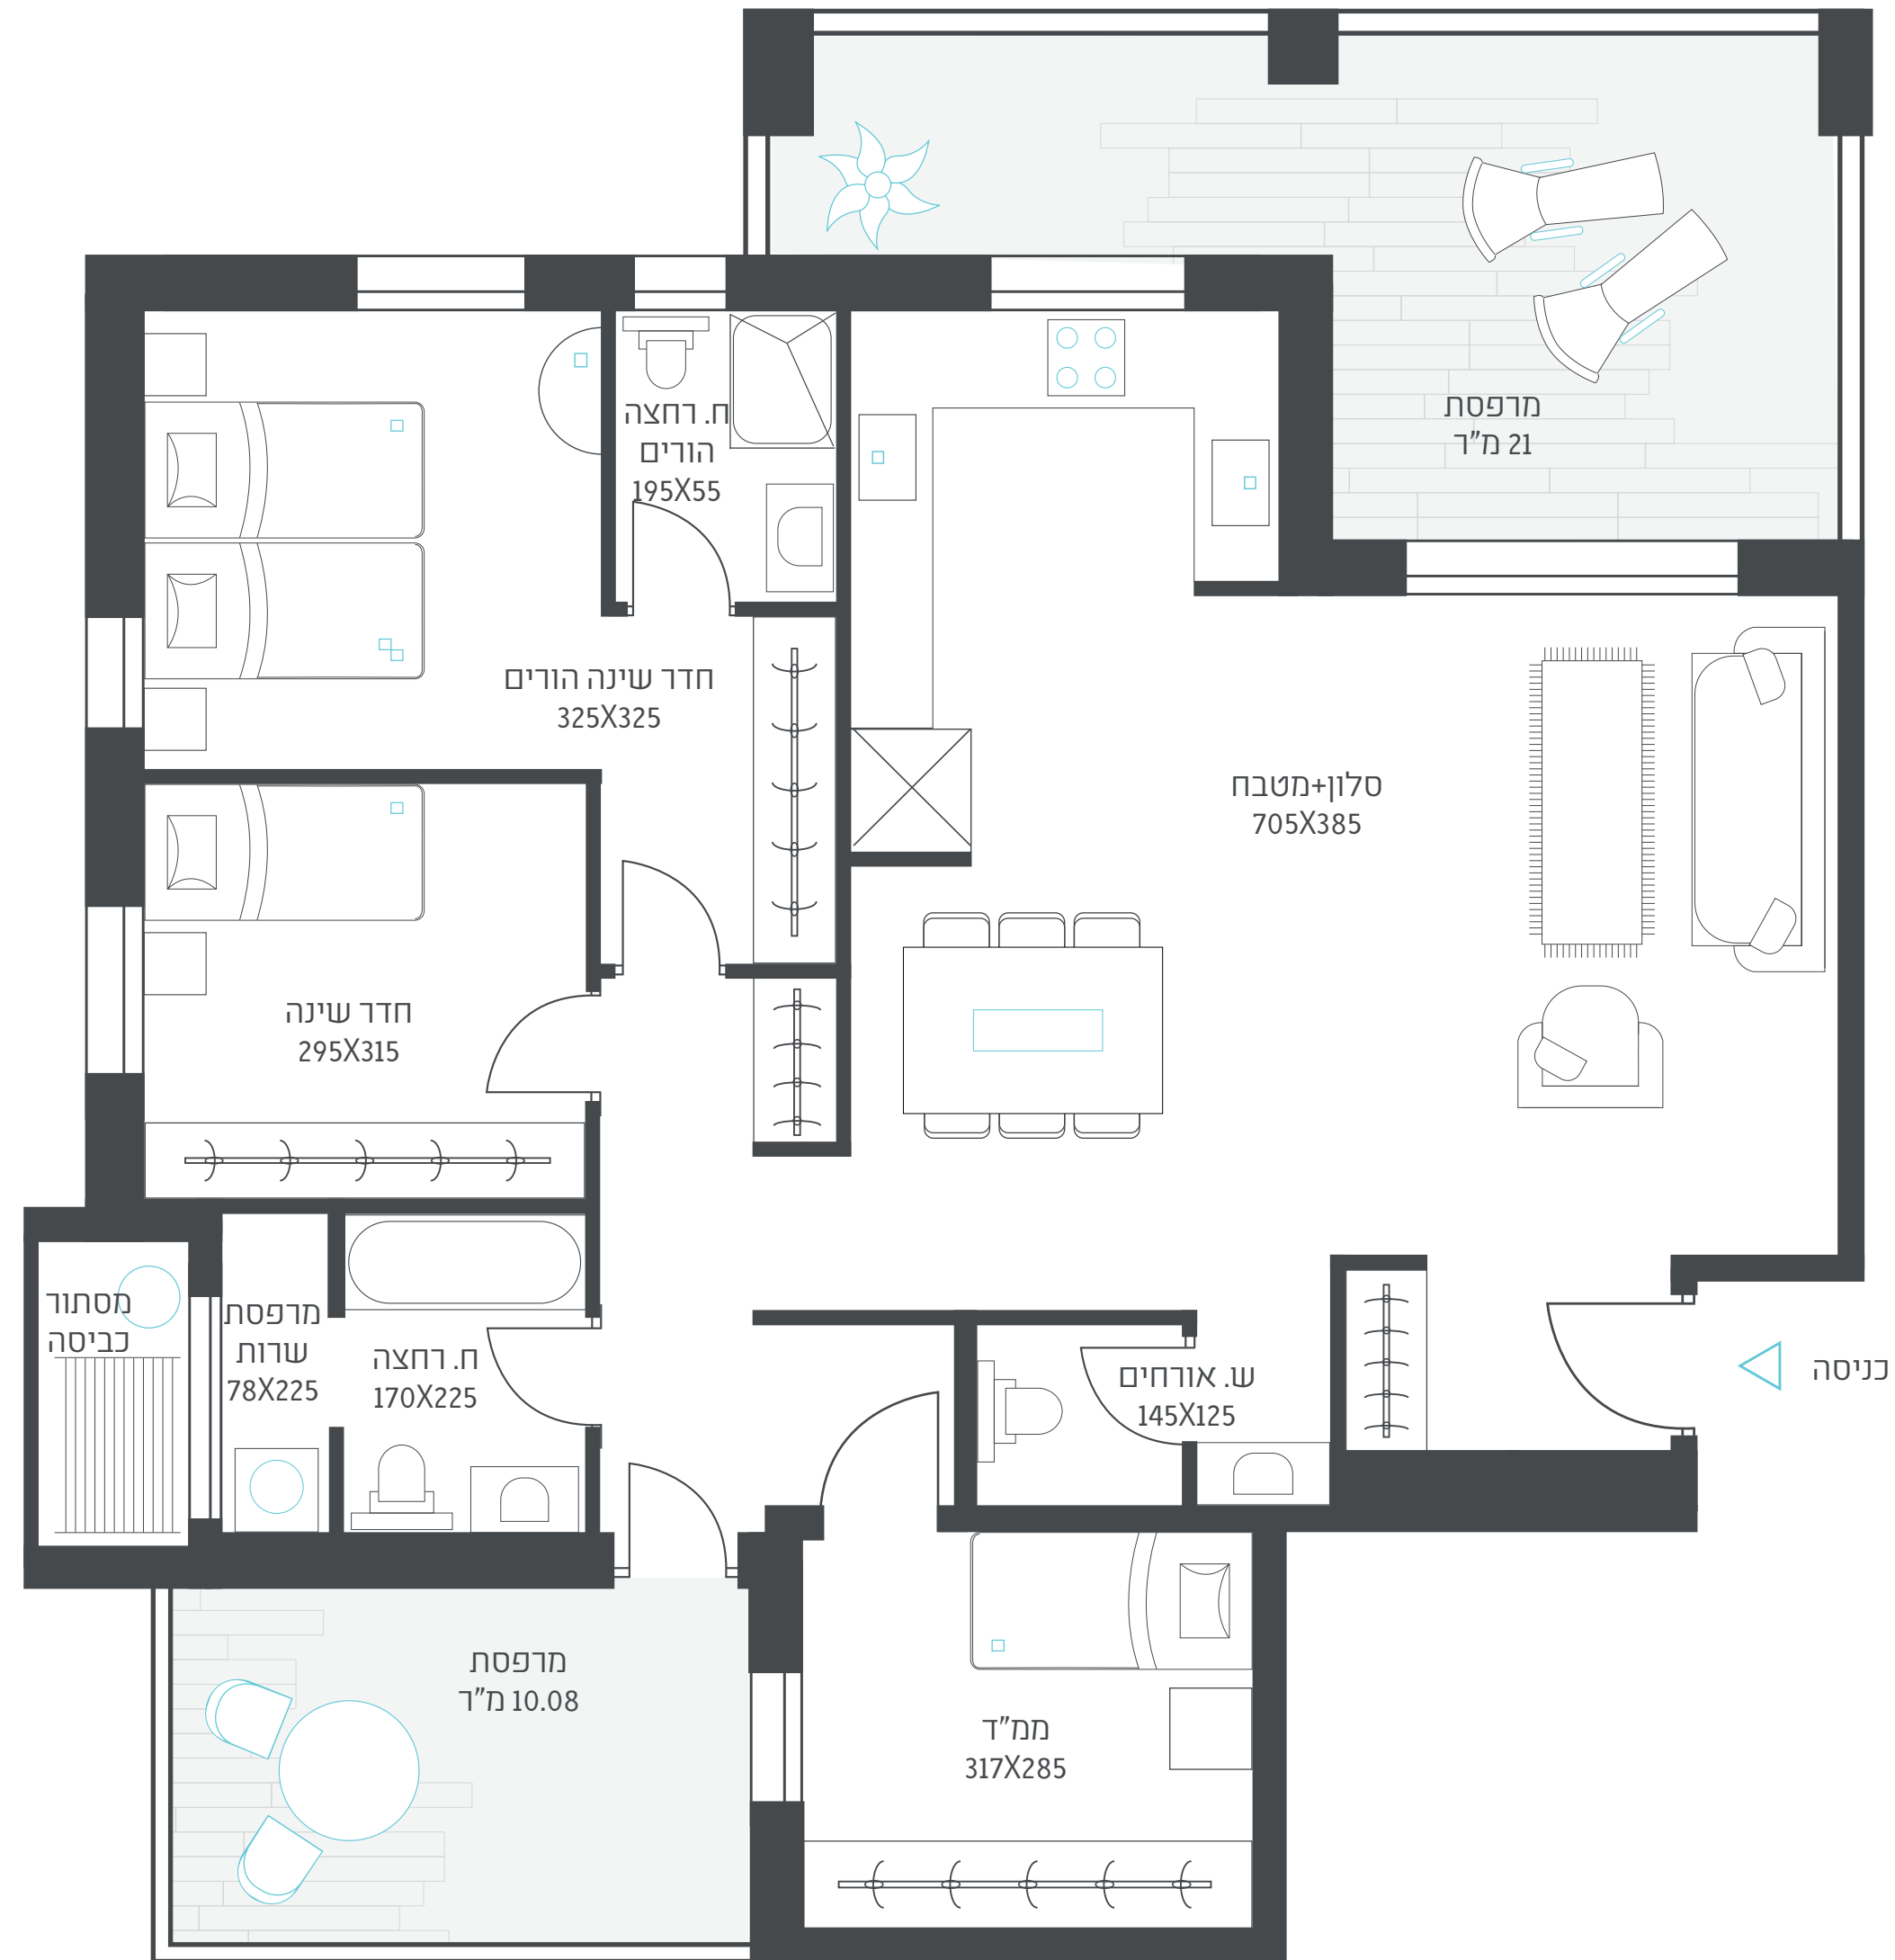 מרפסת
21 מ"ר
ח. רחצה
הורים
195X55
חדר שינה הורים
325X325
סלון+מטבח
705X385
חדר שינה
295X315
כניסה
מסתור
כביסה
מרפסת
שרות
78X225
ח. רחצה
170X225
ש. אורחים
145X125
מרפסת
10.08 מ"ר
ממ"ד
317X285